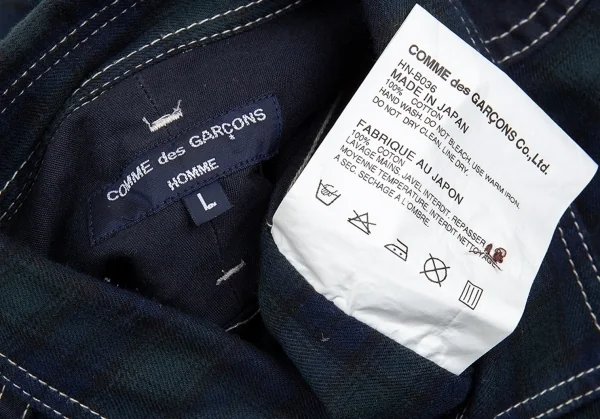 COMME des GARÇONS
HOMME
L
COMME des GARÇONS Co., Ltd.
HN-B036
MADE IN JAPAN
100% COTTON
HAND WASH. DO NOT BLEACH. USE WARM IRON.
DO NOT DRY CLEAN. LINE DRY.
FABRIQUE AU JAPON
100% COTON
LAVAGE MAINS. JAVEL INTERDIT. REPASSER
MOYENNE TEMPERATURE. INTERDIT NETTOYAGE
A SEC. SECHAGE A L'OMBRE.